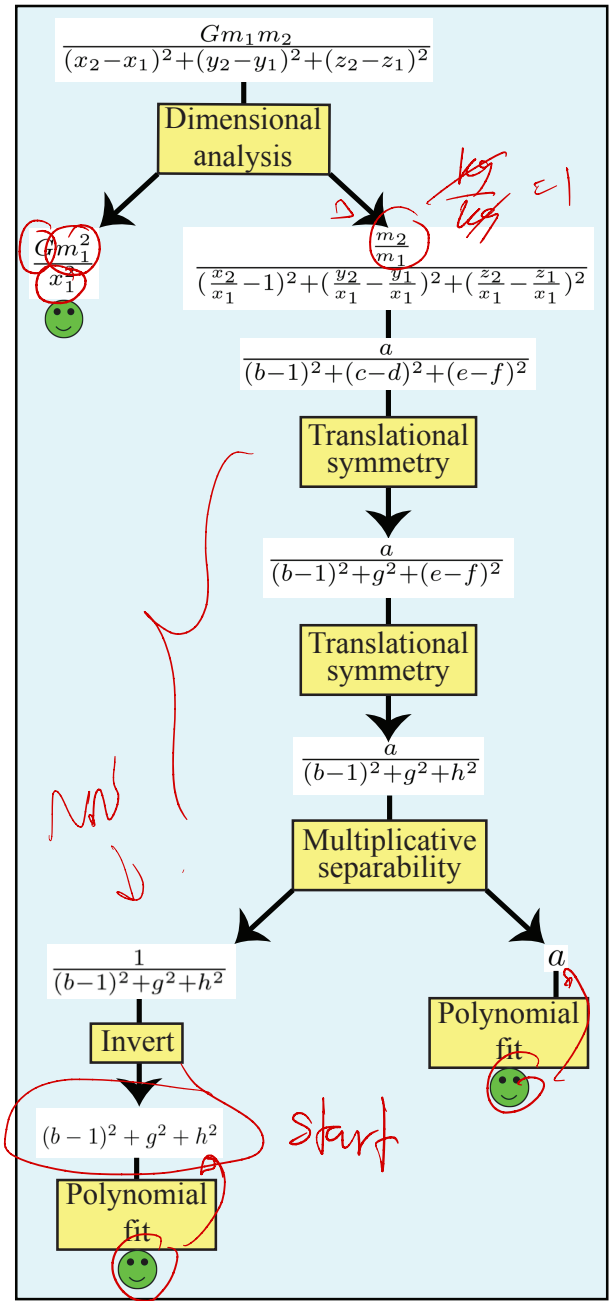 Gm₁m₂
(x₂−x₁)²+(y₂−y₁)²+(z₂−z₁)²
Dimensional
analysis
kg
kg
=1
Gm₁²
x₁²
m₂
m₁
(x₂/x₁−1)²+(y₂/x₁−y₁/x₁)²+(z₂/x₁−z₁/x₁)²
a
(b−1)²+(c−d)²+(e−f)²
Translational
symmetry
a
(b−1)²+g²+(e−f)²
Translational
symmetry
a
(b−1)²+g²+h²
NN
Multiplicative
separability
1
(b−1)²+g²+h²
a
Invert
Polynomial
fit
(b − 1)² + g² + h²
start
Polynomial
fit